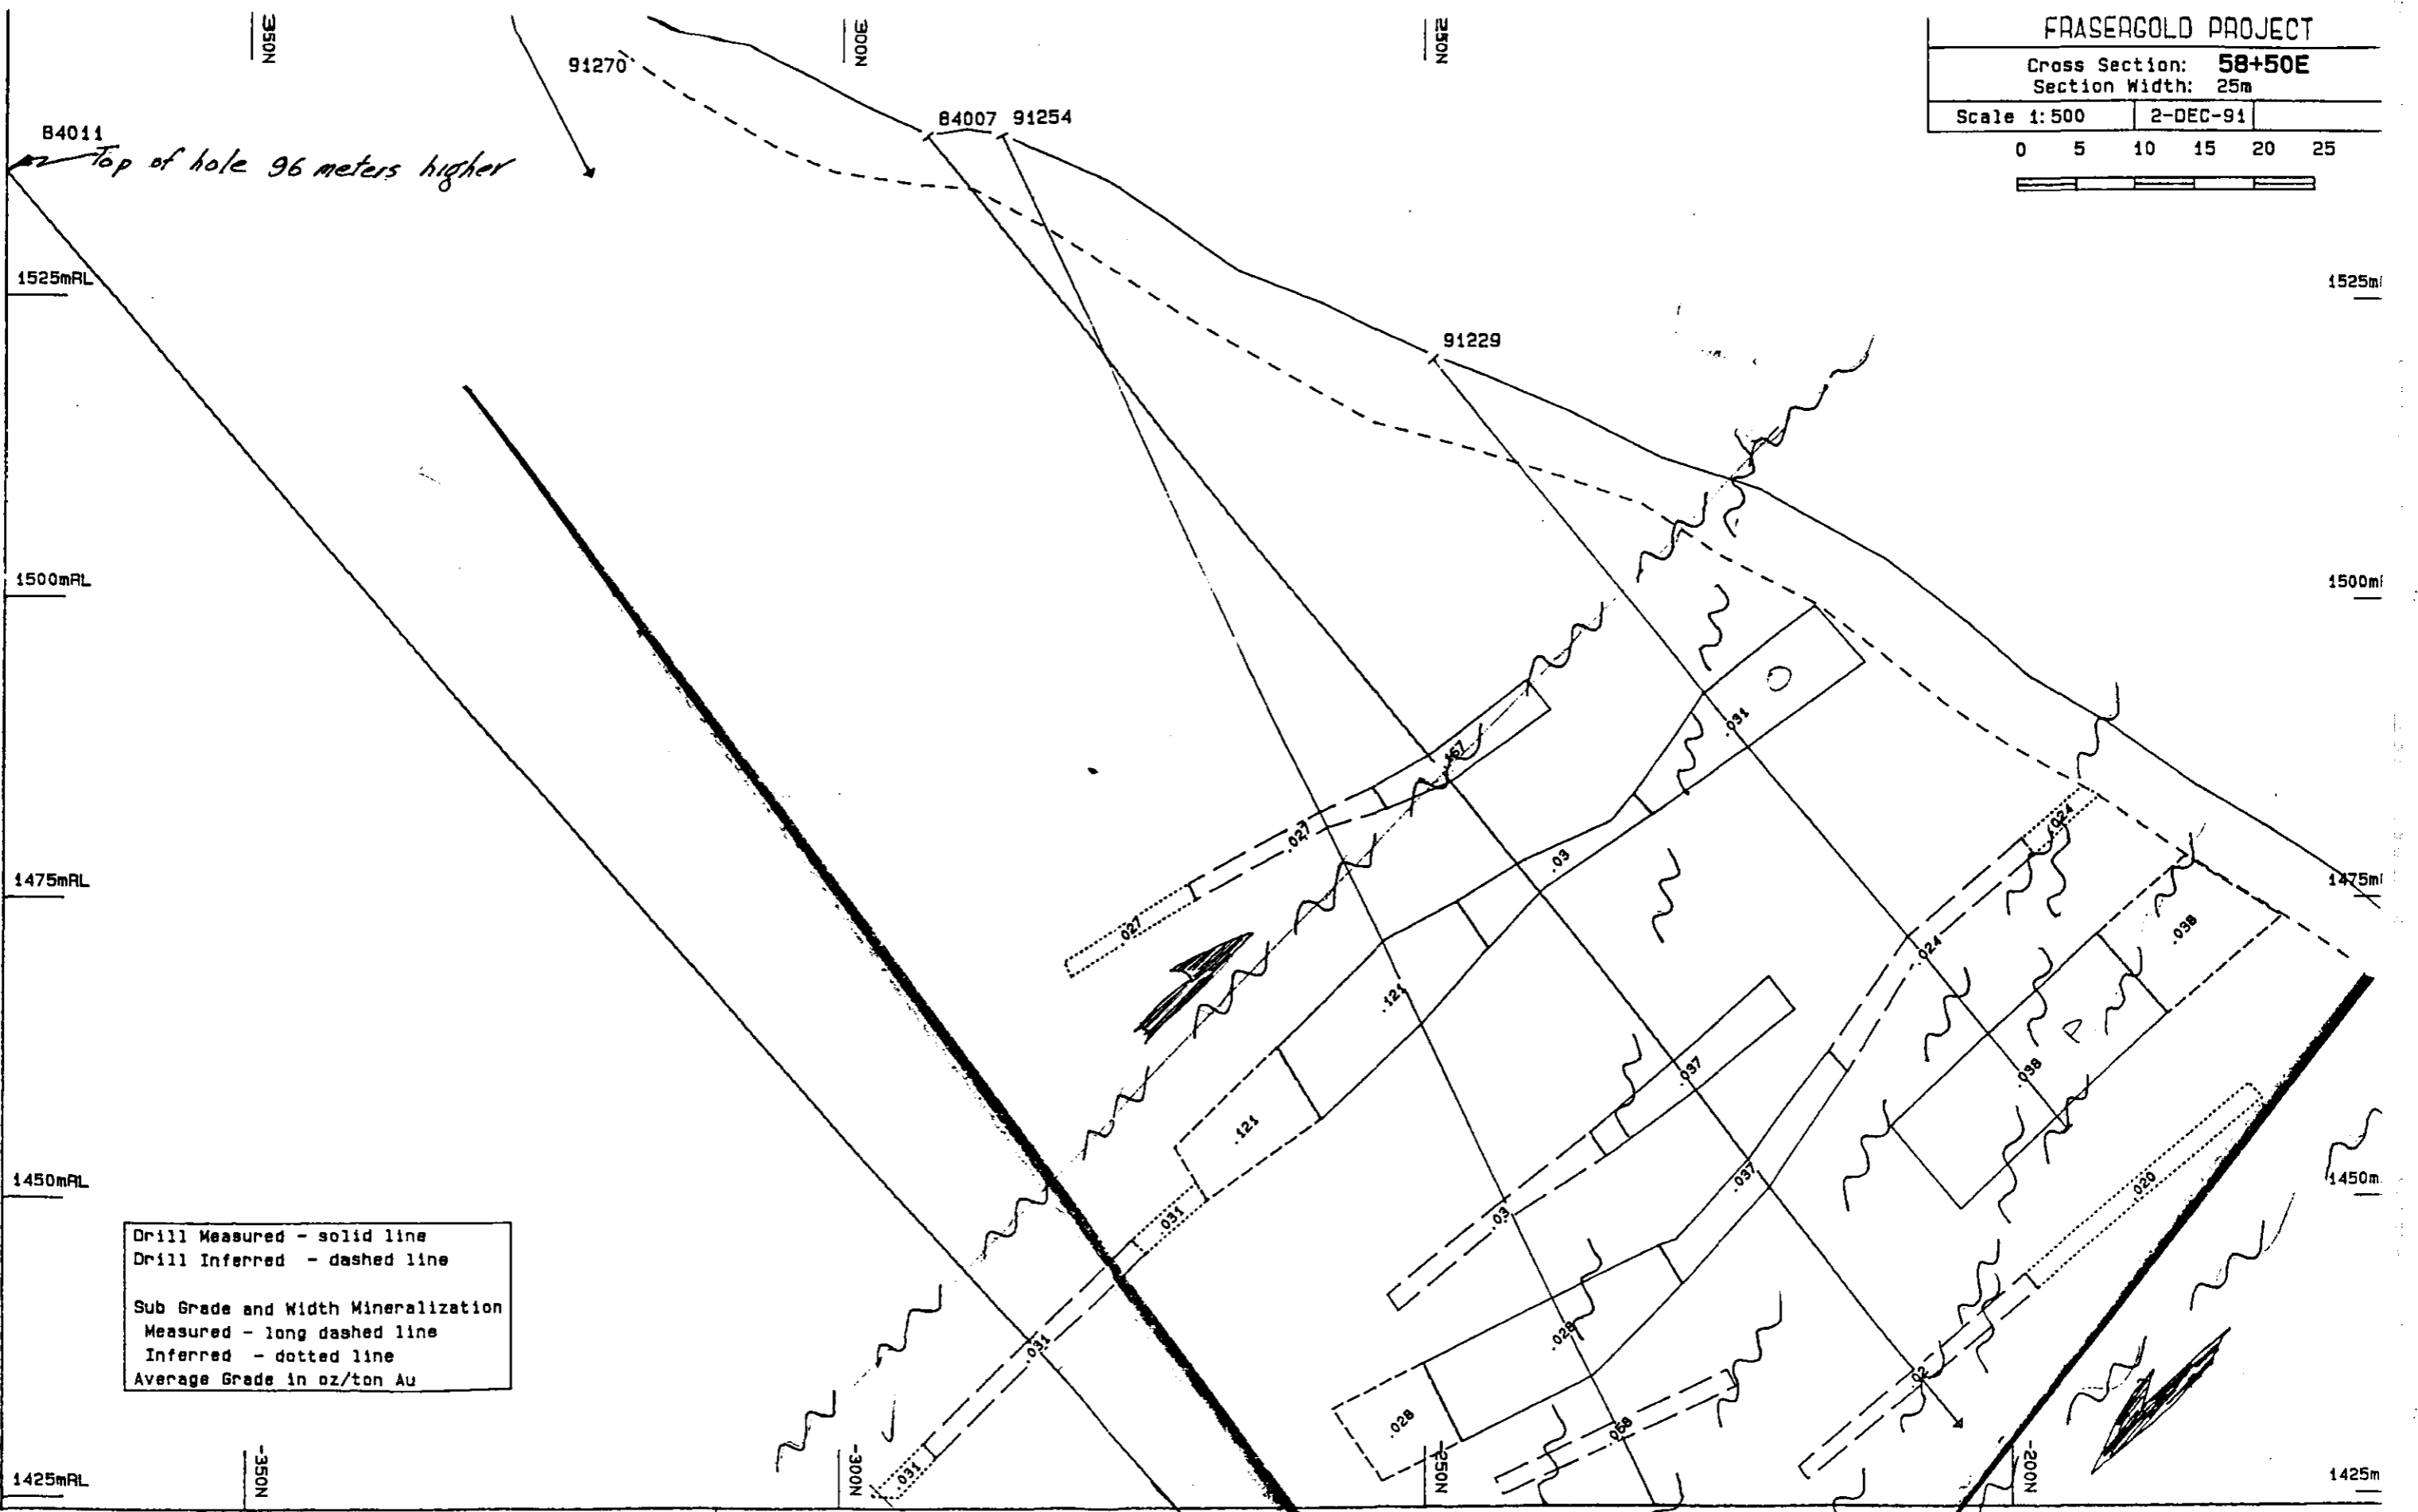 350N
300N
250N
FRASERGOLD PROJECT
Cross Section: 58+50E
Section Width: 25m
Scale 1:500 2-DEC-91
0 5 10 15 20 25
91270
84007 91254
84011
Top of hole 96 meters higher
1525mRL
1525m
91229
1500mRL
1500m
.031
.167
.027
.024
.03
1475mRL
1475m
.027
.038
.024
.121
.037
.038
.121
1450mRL
.037
.020
1450m
.031
.03
Drill Measured - solid line
Drill Inferred - dashed line
Sub Grade and Width Mineralization
Measured - long dashed line
Inferred - dotted line
Average Grade in oz/ton Au
.031
.028
.02
.028
.068
.031
1425mRL
-350N
-300N
-250N
-200N
1425m